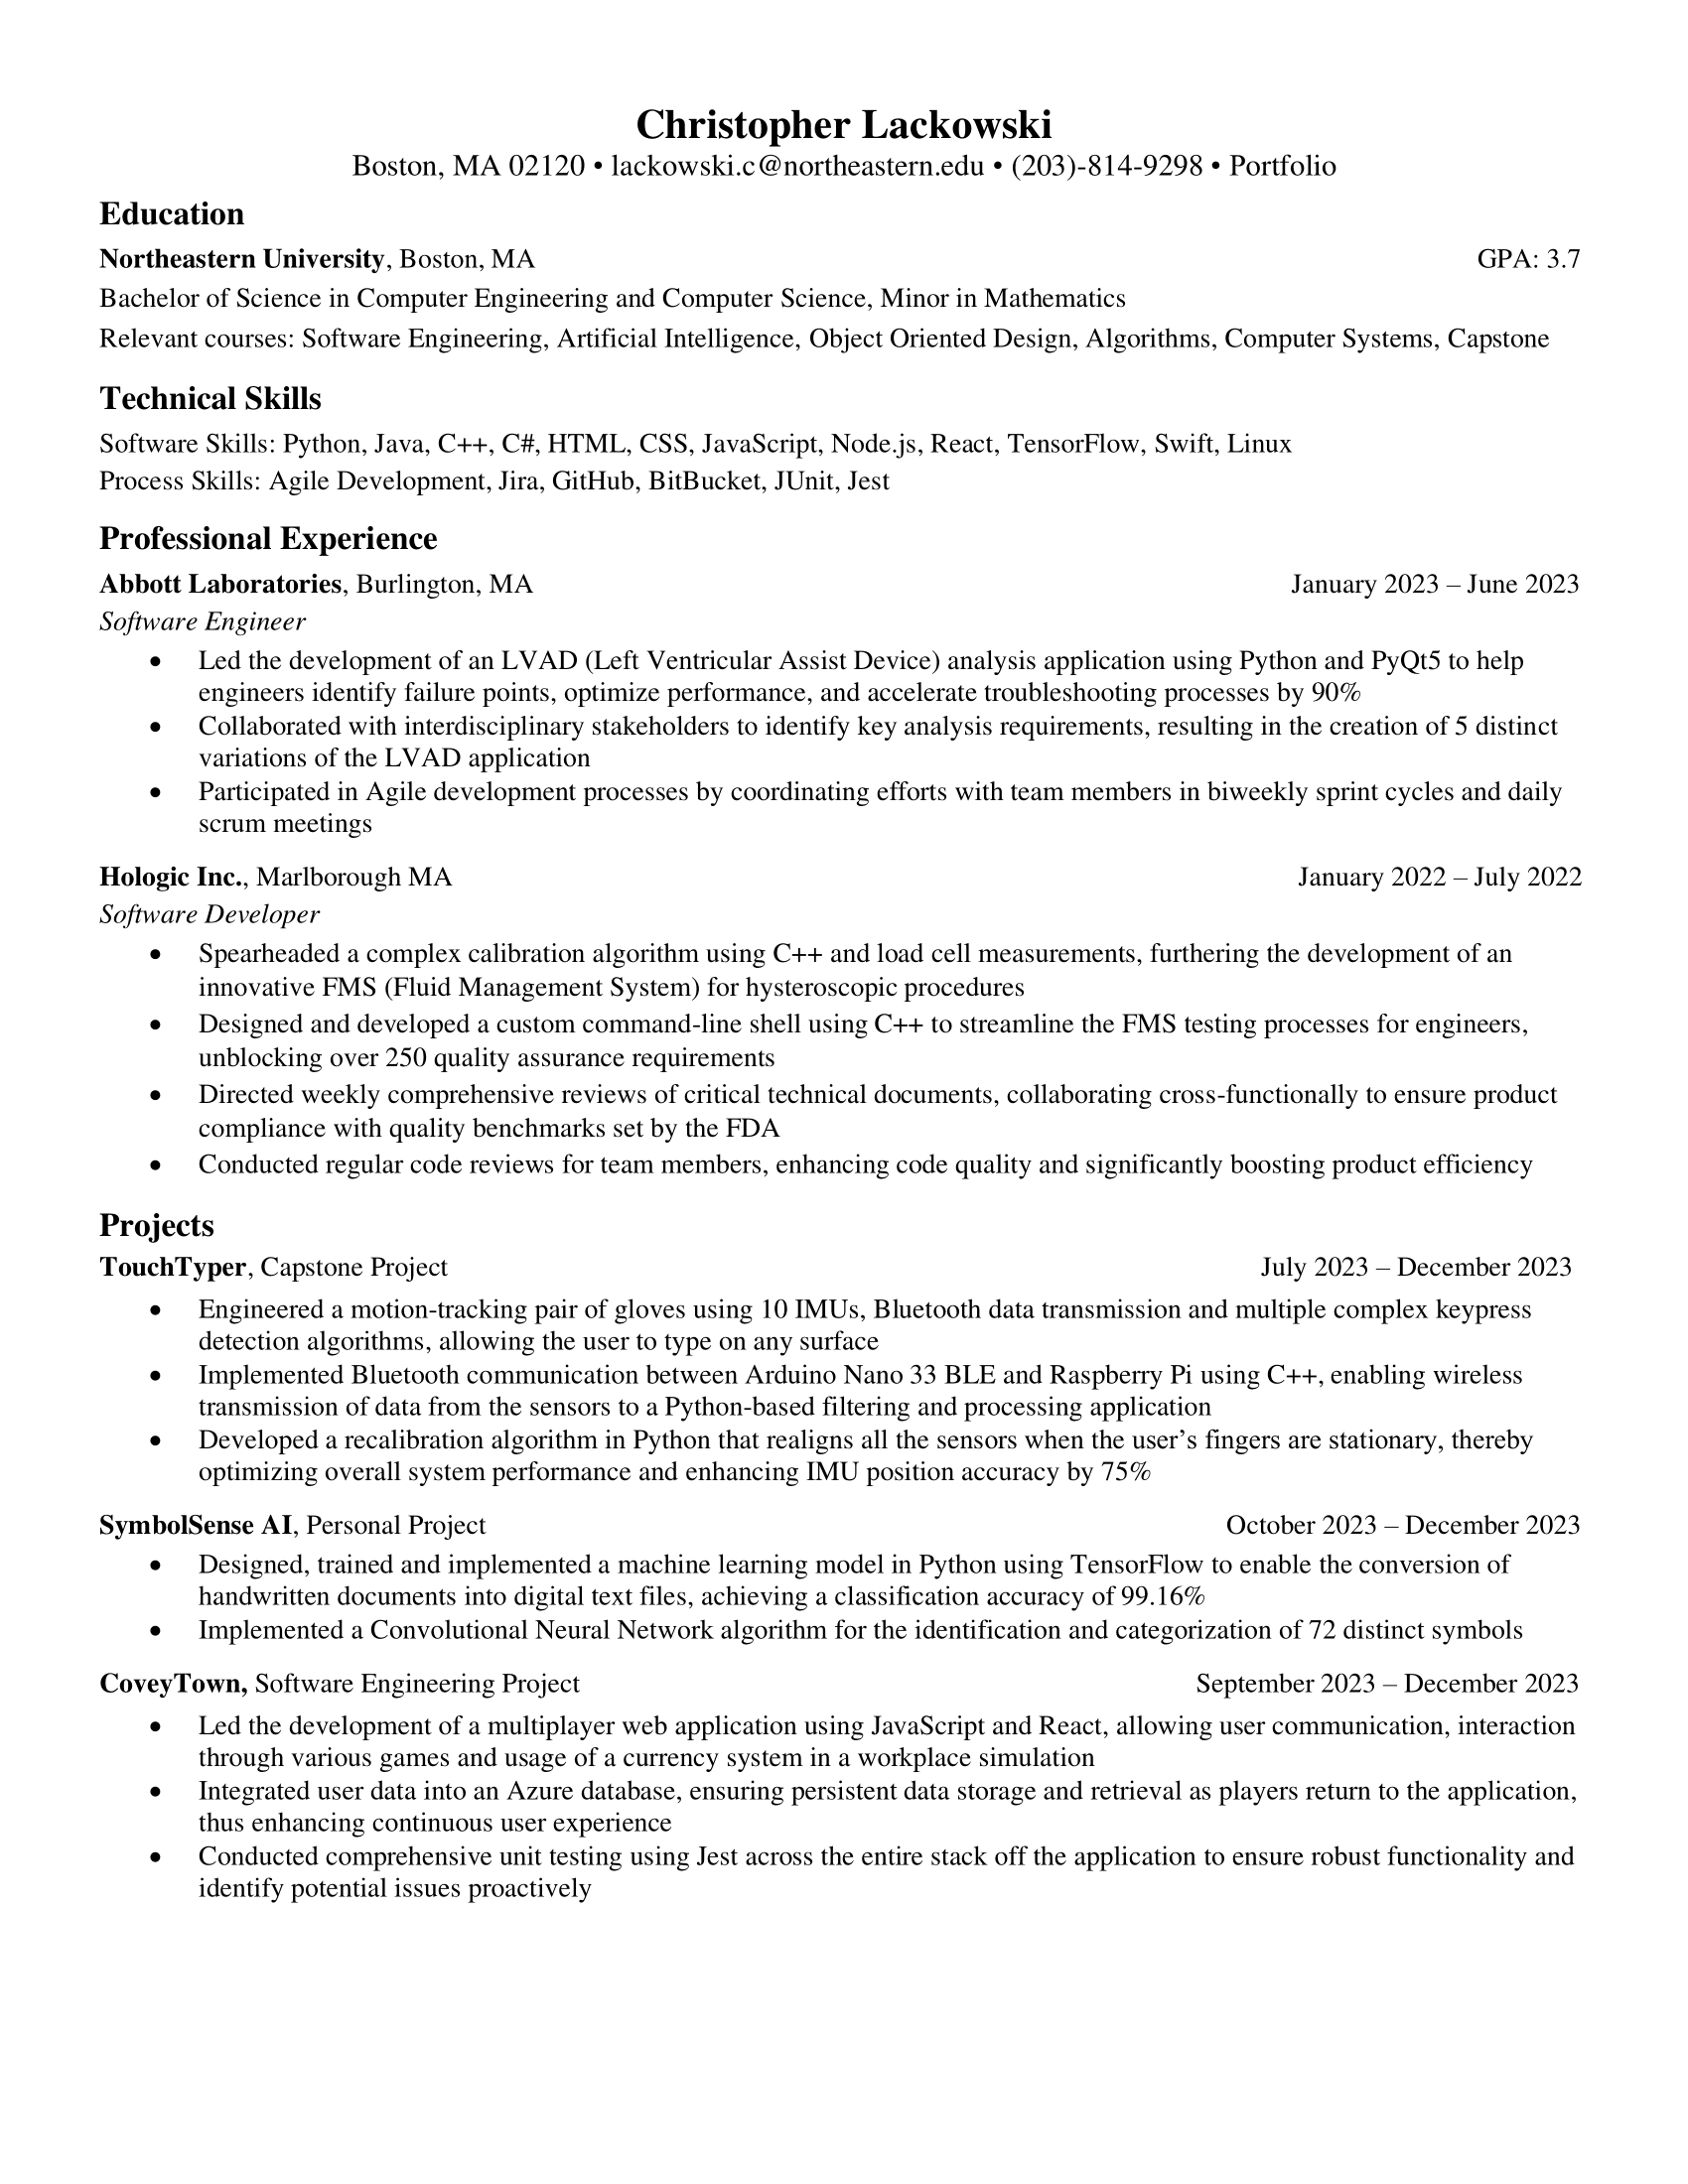 Christopher Lackowski
Boston, MA 02120 • lackowski.c@northeastern.edu • (203)-814-9298 • Portfolio
Education
Northeastern University, Boston, MA GPA: 3.7
Bachelor of Science in Computer Engineering and Computer Science, Minor in Mathematics
Relevant courses: Software Engineering, Artificial Intelligence, Object Oriented Design, Algorithms, Computer Systems, Capstone
Technical Skills
Software Skills: Python, Java, C++, C#, HTML, CSS, JavaScript, Node.js, React, TensorFlow, Swift, Linux
Process Skills: Agile Development, Jira, GitHub, BitBucket, JUnit, Jest
Professional Experience
Abbott Laboratories, Burlington, MA January 2023 – June 2023
Software Engineer
• Led the development of an LVAD (Left Ventricular Assist Device) analysis application using Python and PyQt5 to help
engineers identify failure points, optimize performance, and accelerate troubleshooting processes by 90%
• Collaborated with interdisciplinary stakeholders to identify key analysis requirements, resulting in the creation of 5 distinct
variations of the LVAD application
• Participated in Agile development processes by coordinating efforts with team members in biweekly sprint cycles and daily
scrum meetings
Hologic Inc., Marlborough MA January 2022 – July 2022
Software Developer
• Spearheaded a complex calibration algorithm using C++ and load cell measurements, furthering the development of an
innovative FMS (Fluid Management System) for hysteroscopic procedures
• Designed and developed a custom command-line shell using C++ to streamline the FMS testing processes for engineers,
unblocking over 250 quality assurance requirements
• Directed weekly comprehensive reviews of critical technical documents, collaborating cross-functionally to ensure product
compliance with quality benchmarks set by the FDA
• Conducted regular code reviews for team members, enhancing code quality and significantly boosting product efficiency
Projects
TouchTyper, Capstone Project July 2023 – December 2023
• Engineered a motion-tracking pair of gloves using 10 IMUs, Bluetooth data transmission and multiple complex keypress
detection algorithms, allowing the user to type on any surface
• Implemented Bluetooth communication between Arduino Nano 33 BLE and Raspberry Pi using C++, enabling wireless
transmission of data from the sensors to a Python-based filtering and processing application
• Developed a recalibration algorithm in Python that realigns all the sensors when the user’s fingers are stationary, thereby
optimizing overall system performance and enhancing IMU position accuracy by 75%
SymbolSense AI, Personal Project October 2023 – December 2023
• Designed, trained and implemented a machine learning model in Python using TensorFlow to enable the conversion of
handwritten documents into digital text files, achieving a classification accuracy of 99.16%
• Implemented a Convolutional Neural Network algorithm for the identification and categorization of 72 distinct symbols
CoveyTown, Software Engineering Project September 2023 – December 2023
• Led the development of a multiplayer web application using JavaScript and React, allowing user communication, interaction
through various games and usage of a currency system in a workplace simulation
• Integrated user data into an Azure database, ensuring persistent data storage and retrieval as players return to the application,
thus enhancing continuous user experience
• Conducted comprehensive unit testing using Jest across the entire stack off the application to ensure robust functionality and
identify potential issues proactively